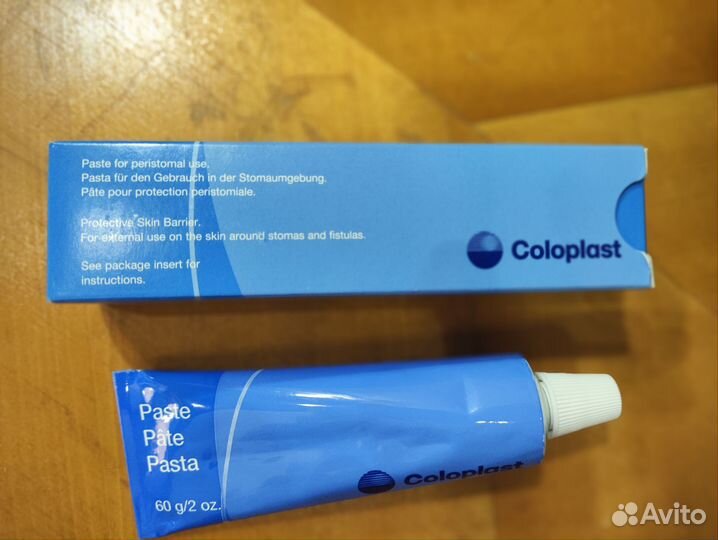 Paste for peristomal use.
Pasta für den Gebrauch in der Stomaumgebung.
Pâte pour protection peristomiale.
Protective Skin Barrier.
For external use on the skin around stomas and fistulas.
See package insert for
instructions.
Coloplast
Paste
Pâte
Pasta
60 g/2 oz.
Coloplast
Avito